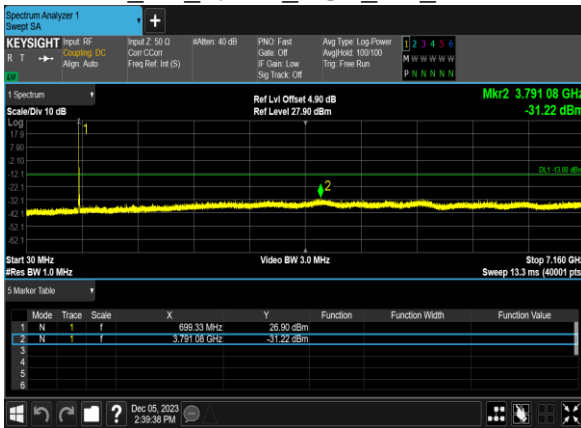 Spectrum Analyzer 1
Swept SA
KEYSIGHT Input: RF Input Z: 50 Ω #Atten: 40 dB PNO: Fast Avg Type: Log-Power 1 2 3 4 5 6
R T Coupling: DC Corr CCorr Gate: Off Avg|Hold: 100/100 M W W W W W
Align: Auto Freq Ref: Int (S) IF Gain: Low Trig: Free Run
LV Sig Track: Off P N N N N N
1 Spectrum Ref Lvl Offset 4.90 dB Mkr2 3.791 08 GHz
Scale/Div 10 dB Ref Level 27.90 dBm -31.22 dBm
Log
17.9 1
7.90
-2.10
-12.1 DL1 -13.00 dBm
-22.1 2
-32.1
-42.1
-52.1
-62.1
Start 30 MHz Video BW 3.0 MHz Stop 7.160 GHz
#Res BW 1.0 MHz Sweep 13.3 ms (40001 pts
5 Marker Table
Mode Trace Scale X Y Function Function Width Function Value
1 N 1 f 699.33 MHz 26.90 dBm
2 N 1 f 3.791 08 GHz -31.22 dBm
3
4
5
6
? Dec 05, 2023
2:39:38 PM